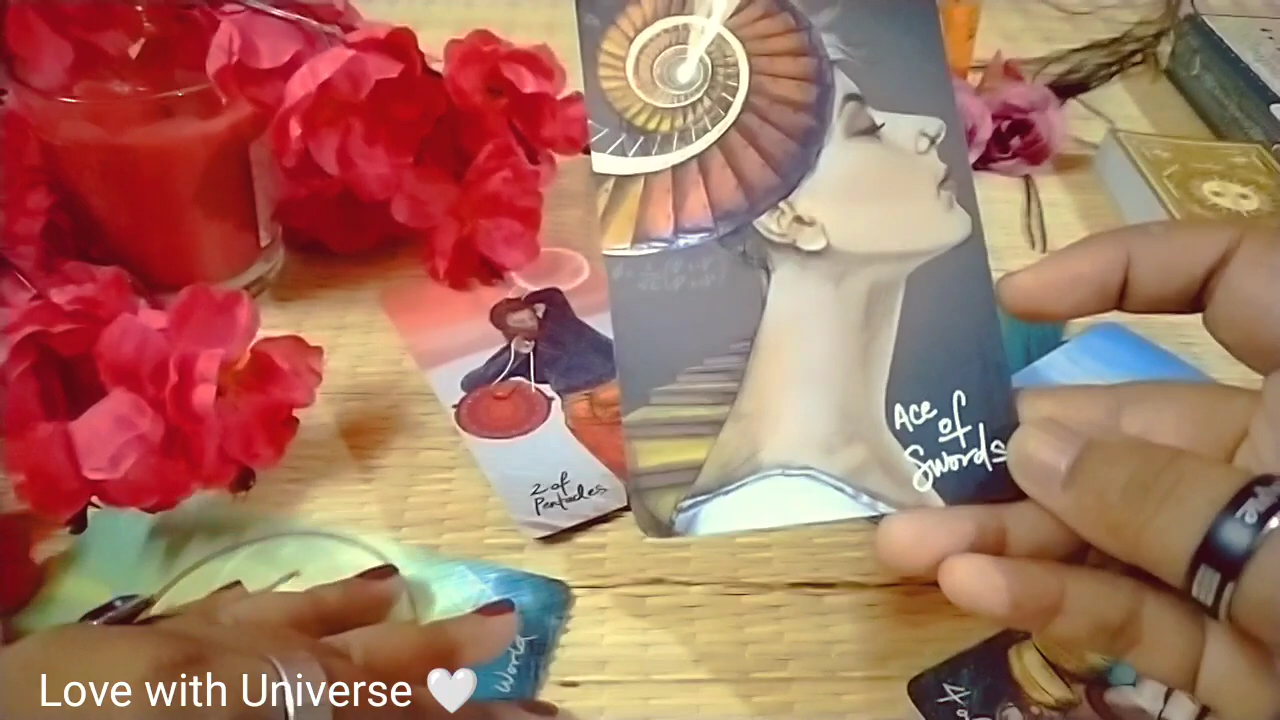 Ace
of
Swords
2 of
Pentacles
World
Love with Universe 🤍